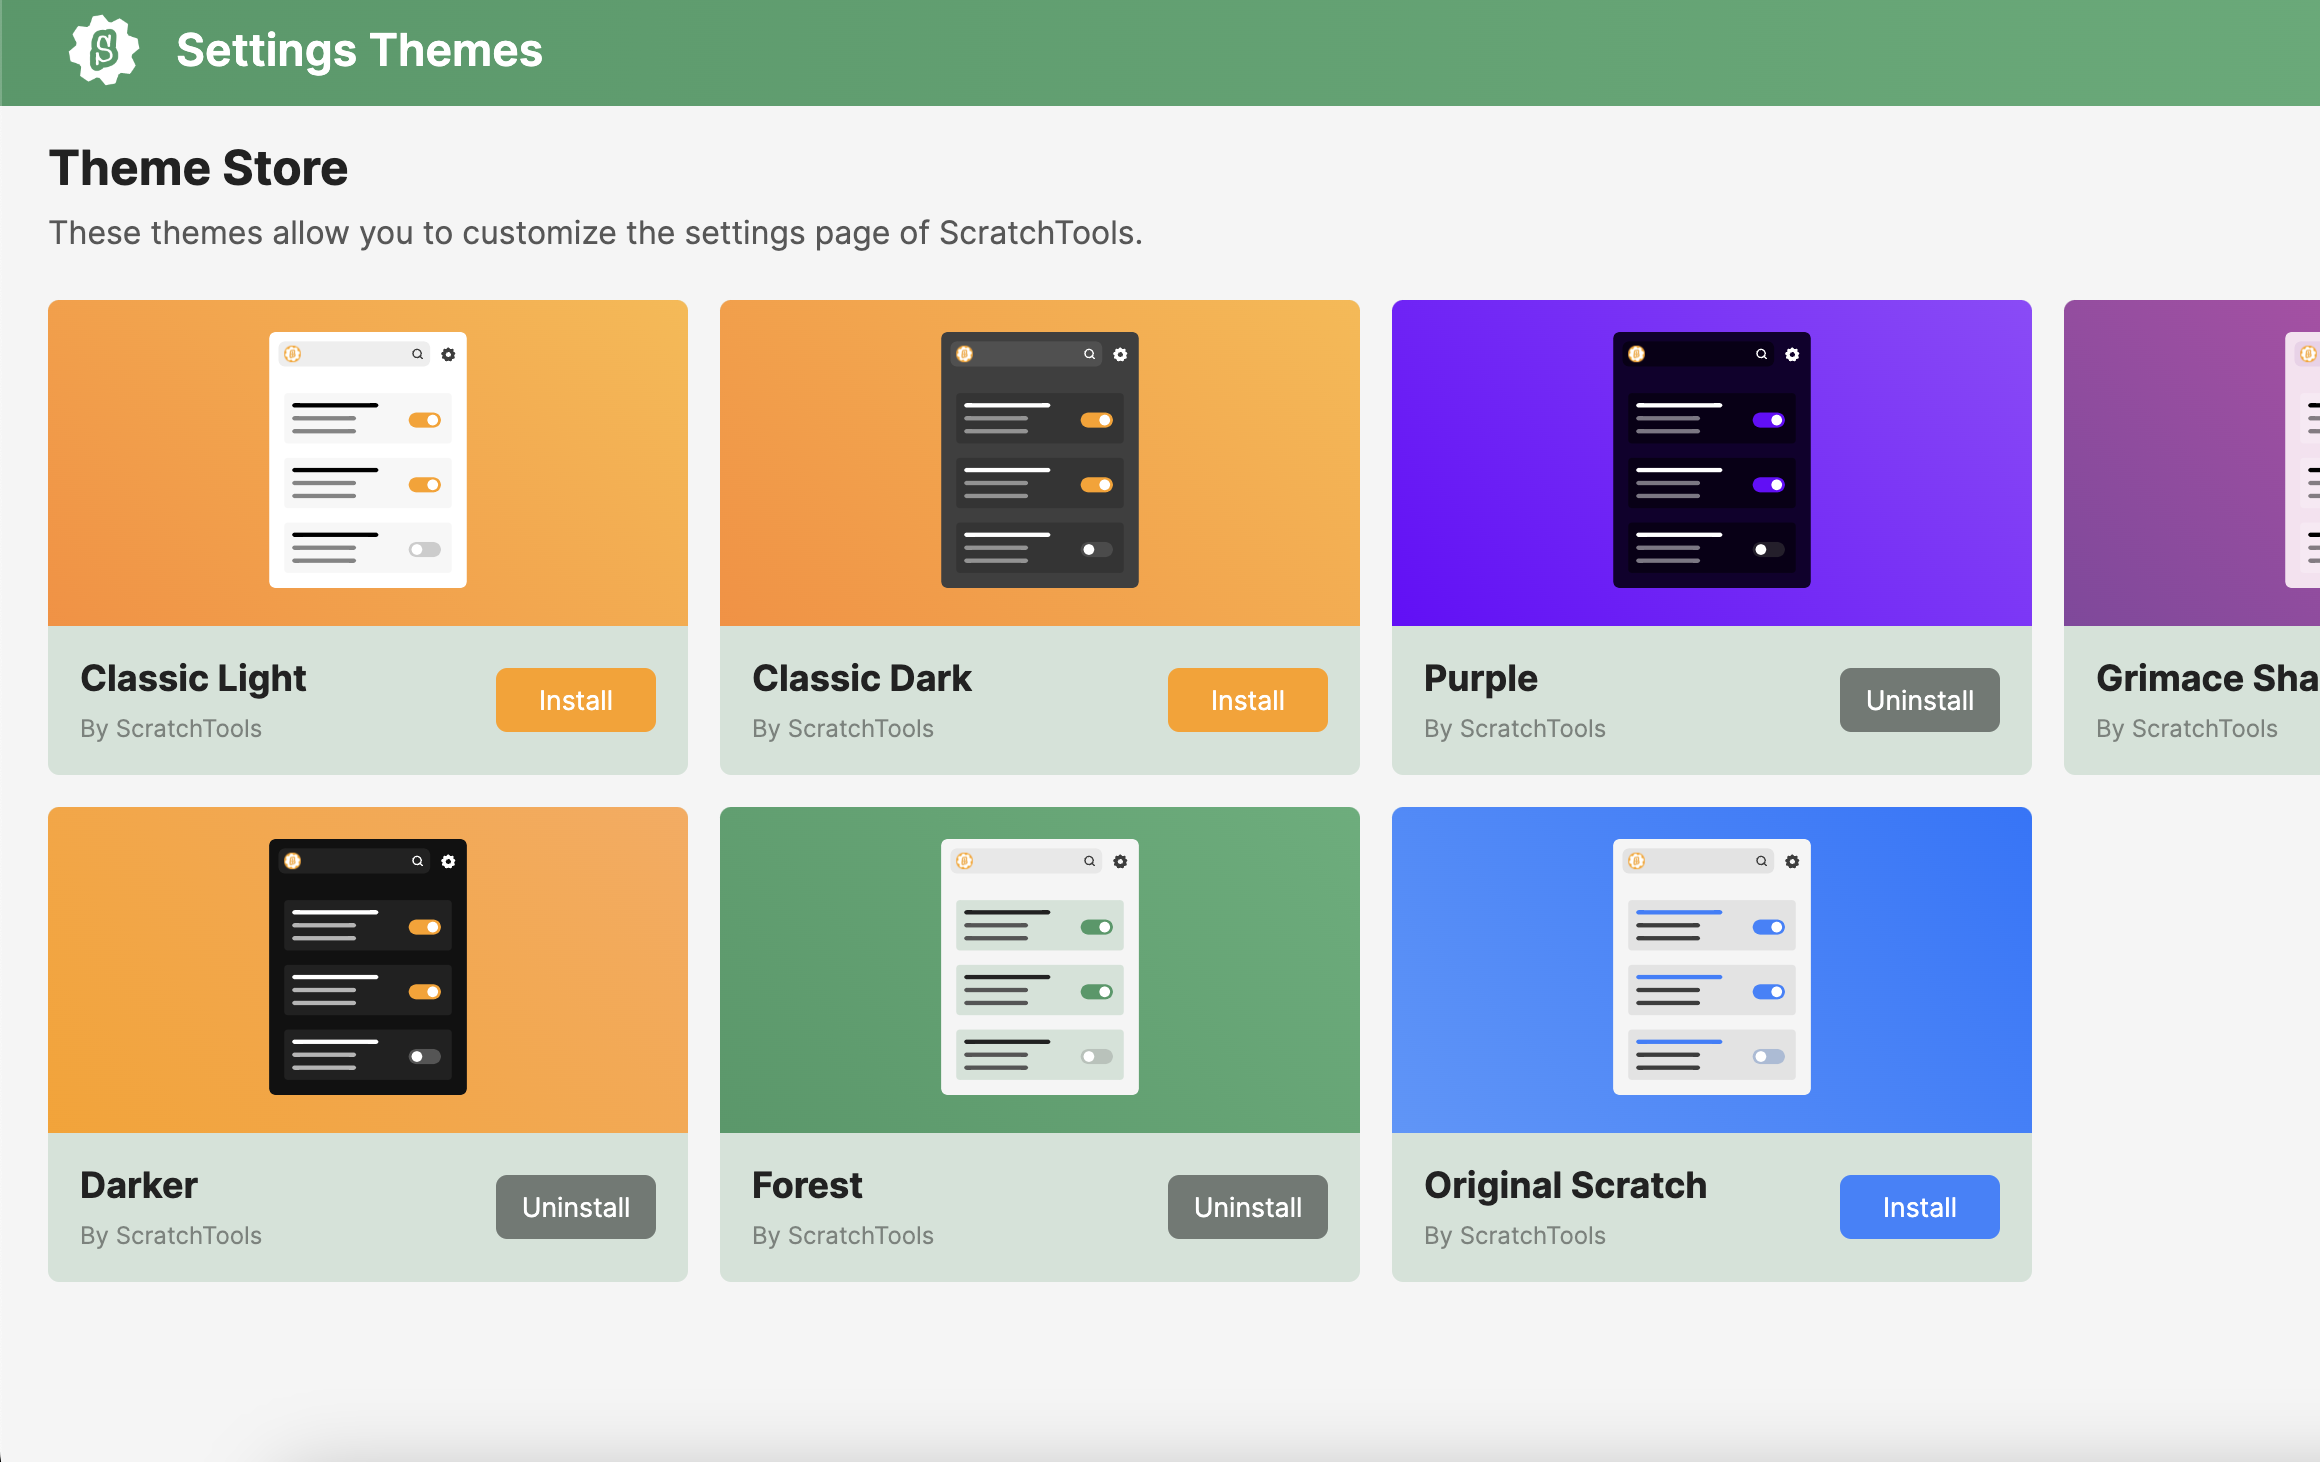 Settings Themes
Theme Store
These themes allow you to customize the settings page of ScratchTools.
Classic Light
By ScratchTools
Install
Classic Dark
By ScratchTools
Install
Purple
By ScratchTools
Uninstall
Grimace Sha
By ScratchTools
Darker
By ScratchTools
Uninstall
Forest
By ScratchTools
Uninstall
Original Scratch
By ScratchTools
Install